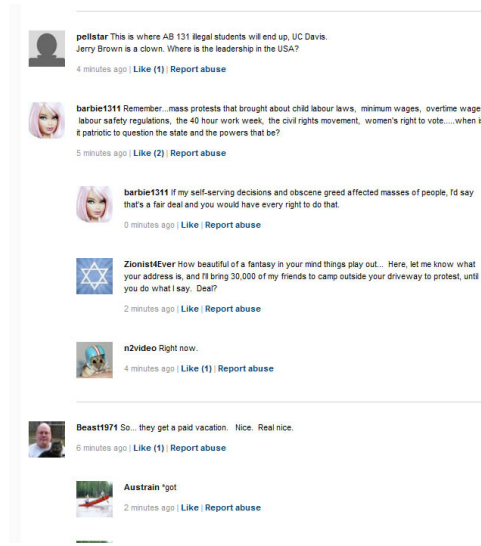 pellstar This is where AB 131 illegal students will end up, UC Davis.
Jerry Brown is a clown. Where is the leadership in the USA?
4 minutes ago | Like (1) | Report abuse
barbie1311 Remember...mass protests that brought about child labour laws, minimum wages, overtime wage
labour safety regulations, the 40 hour work week, the civil rights movement, women's right to vote.....when i
it patriotic to question the state and the powers that be?
5 minutes ago | Like (2) | Report abuse
barbie1311 If my self-serving decisions and obscene greed affected masses of people, I'd say
that's a fair deal and you would have every right to do that.
0 minutes ago | Like | Report abuse
Zionist4Ever How beautiful of a fantasy in your mind things play out... Here, let me know what
your address is, and I'll bring 30,000 of my friends to camp outside your driveway to protest, until
you do what I say. Deal?
2 minutes ago | Like | Report abuse
n2video Right now.
4 minutes ago | Like (1) | Report abuse
Beast1971 So... they get a paid vacation. Nice. Real nice.
6 minutes ago | Like (1) | Report abuse
Austrain *got
2 minutes ago | Like | Report abuse